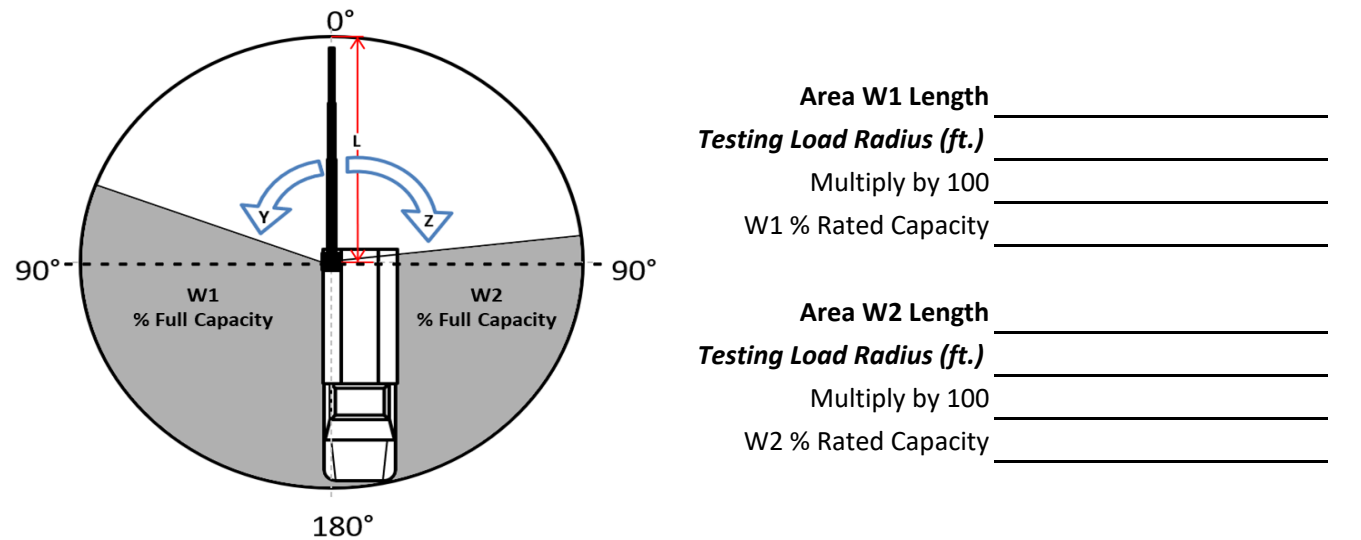 0°
L
Y
Z
90°
90°
W1
% Full Capacity
W2
% Full Capacity
180°
Area W1 Length
Testing Load Radius (ft.)
Multiply by 100
W1 % Rated Capacity
Area W2 Length
Testing Load Radius (ft.)
Multiply by 100
W2 % Rated Capacity